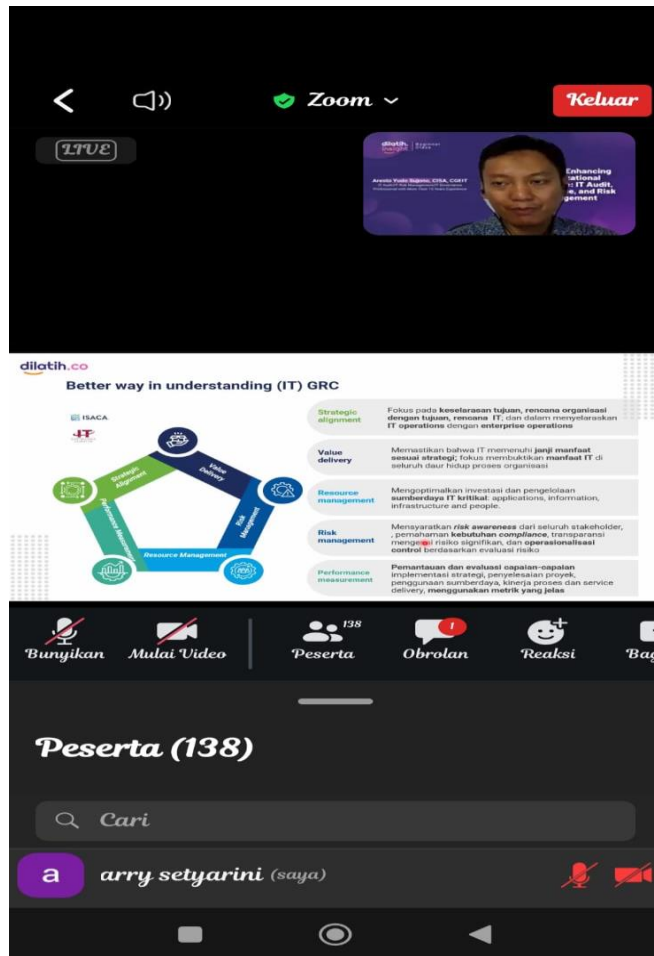 Zoom
Keluar
LIVE
dilatih
insight
Webinar
CISA, CGEIT
Enhancing
IT Audit,
and Risk
dilatih.co
Better way in understanding (IT) GRC
ISACA
Strategic
Alignment
Value
Delivery
Risk
Management
Resource Management
Performance Measurement
Strategic
alignment
Fokus pada keselarasan tujuan, rencana organisasi
dengan tujuan, rencana IT; dan dalam menyelaraskan
IT operations dengan enterprise operations
Value
delivery
Memastikan bahwa IT memenuhi janji manfaat
sesuai strategi; fokus membuktikan manfaat IT di
seluruh daur hidup proses organisasi
Resource
management
Mengoptimalkan investasi dan pengelolaan
sumberdaya IT kritikal: applications, information,
infrastructure and people.
Risk
management
Mensyaratkan risk awareness dari seluruh stakeholder,
, pemahaman kebutuhan compliance, transparansi
mengenai risiko signifikan, dan operasionalisasi
control berdasarkan evaluasi risiko
Performance
measurement
Pemantauan dan evaluasi capaian-capaian
implementasi strategi, penyelesaian proyek,
penggunaan sumberdaya, kinerja proses dan service
delivery, menggunakan metrik yang jelas
138
1
Bunyikan
Mulai Video
Peserta
Obrolan
Reaksi
Bag
Peserta (138)
Cari
a
arry setyarini (saya)